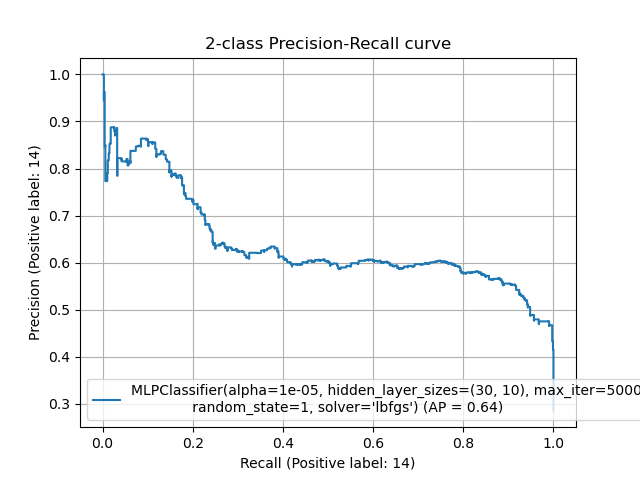 2-class Precision-Recall curve
1.0
0.9
0.8
0.7
0.6
0.5
0.4
0.3
Precision (Positive label: 14)
MLPClassifier(alpha=1e-05, hidden_layer_sizes=(30, 10), max_iter=5000
random_state=1, solver='lbfgs') (AP = 0.64)
0.0 0.2 0.4 0.6 0.8 1.0
Recall (Positive label: 14)